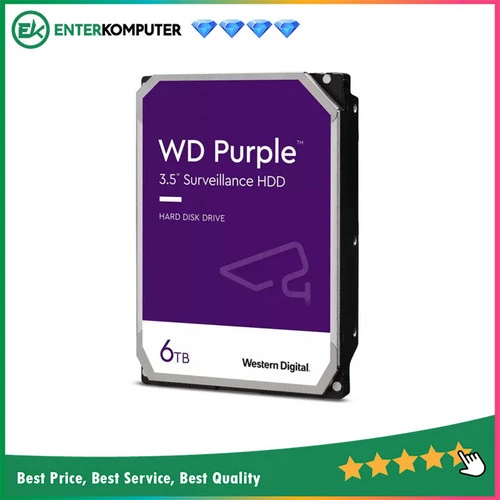 EK ENTERKOMPUTER
WD Purple™
3.5" Surveillance HDD
HARD DISK DRIVE
6TB
Western Digital.
Best Price, Best Service, Best Quality